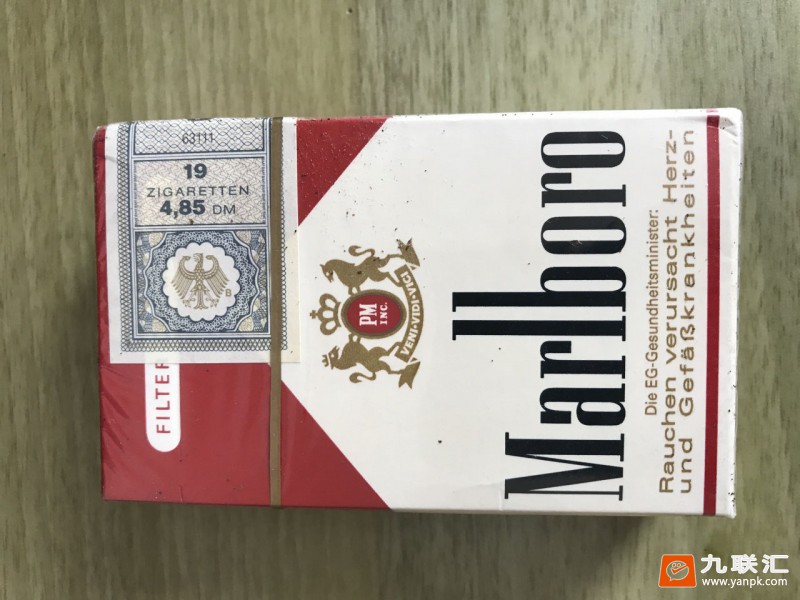 63111
19
ZIGARETTEN
4,85 DM
FILTER
PM
INC.
VENI·VIDI·VICI
Marlboro
Die EG-Gesundheitsminister:
Rauchen verursacht Herz-
und Gefäßkrankheiten
九联汇
www.yanpk.com